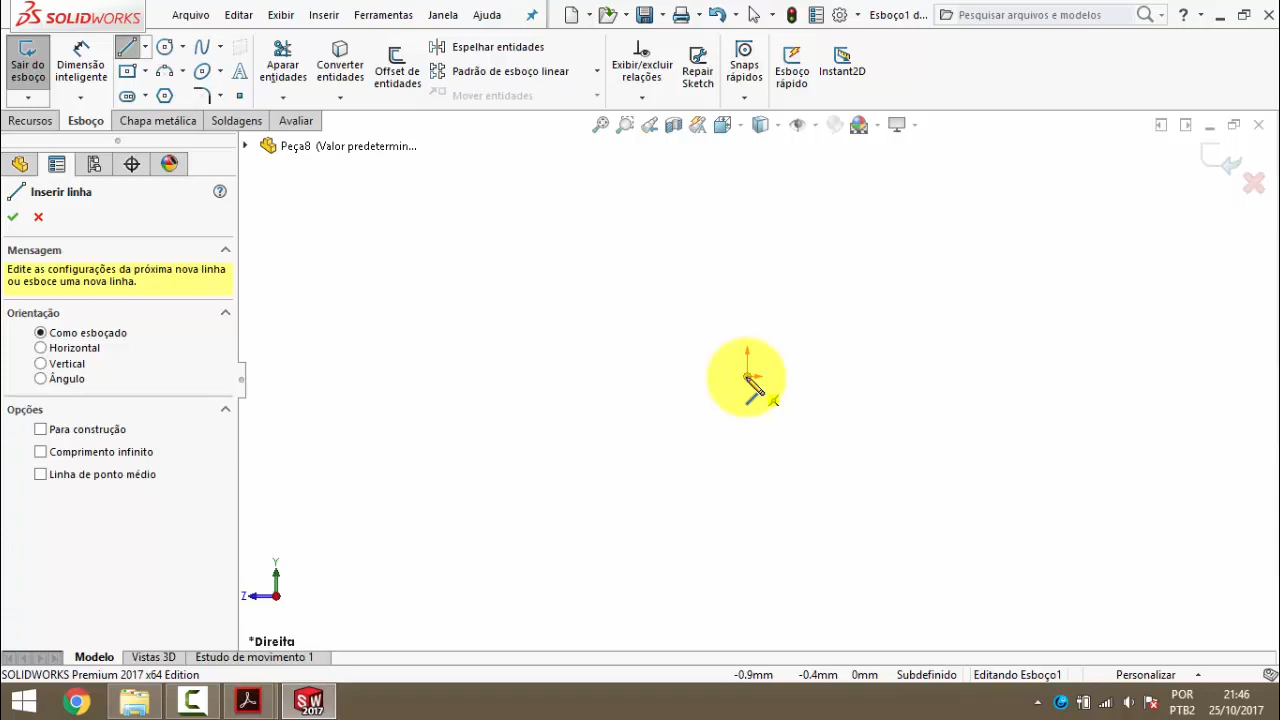 SOLIDWORKS
Arquivo
Editar
Exibir
Inserir
Ferramentas
Janela
Ajuda
Esboço1 d...
Pesquisar arquivos e modelos
?
Sair do
esboço
Dimensão
inteligente
Aparar
entidades
Converter
entidades
Offset de
entidades
Espelhar entidades
Padrão de esboço linear
Mover entidades
Exibir/excluir
relações
Repair
Sketch
Snaps
rápidos
Esboço
rápido
Instant2D
Recursos
Esboço
Chapa metálica
Soldagens
Avaliar
Peça8 (Valor predetermin...
Inserir linha
?
Mensagem
Edite as configurações da próxima nova linha
ou esboce uma nova linha.
Orientação
Como esboçado
Horizontal
Vertical
Ângulo
Opções
Para construção
Comprimento infinito
Linha de ponto médio
Y
Z
*Direita
Modelo
Vistas 3D
Estudo de movimento 1
SOLIDWORKS Premium 2017 x64 Edition
-0.9mm
-0.4mm
0mm
Subdefinido
Editando Esboço1
Personalizar
SW
2017
POR
PTB2
21:46
25/10/2017